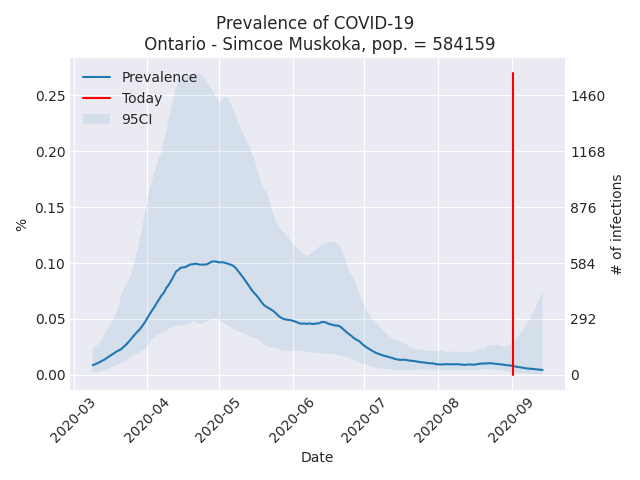 Prevalence of COVID-19
Ontario - Simcoe Muskoka, pop. = 584159
Prevalence
Today
95CI
0.25
0.20
0.15
0.10
0.05
0.00
%
1460
1168
876
584
292
0
# of infections
2020-03
2020-04
2020-05
2020-06
2020-07
2020-08
2020-09
Date